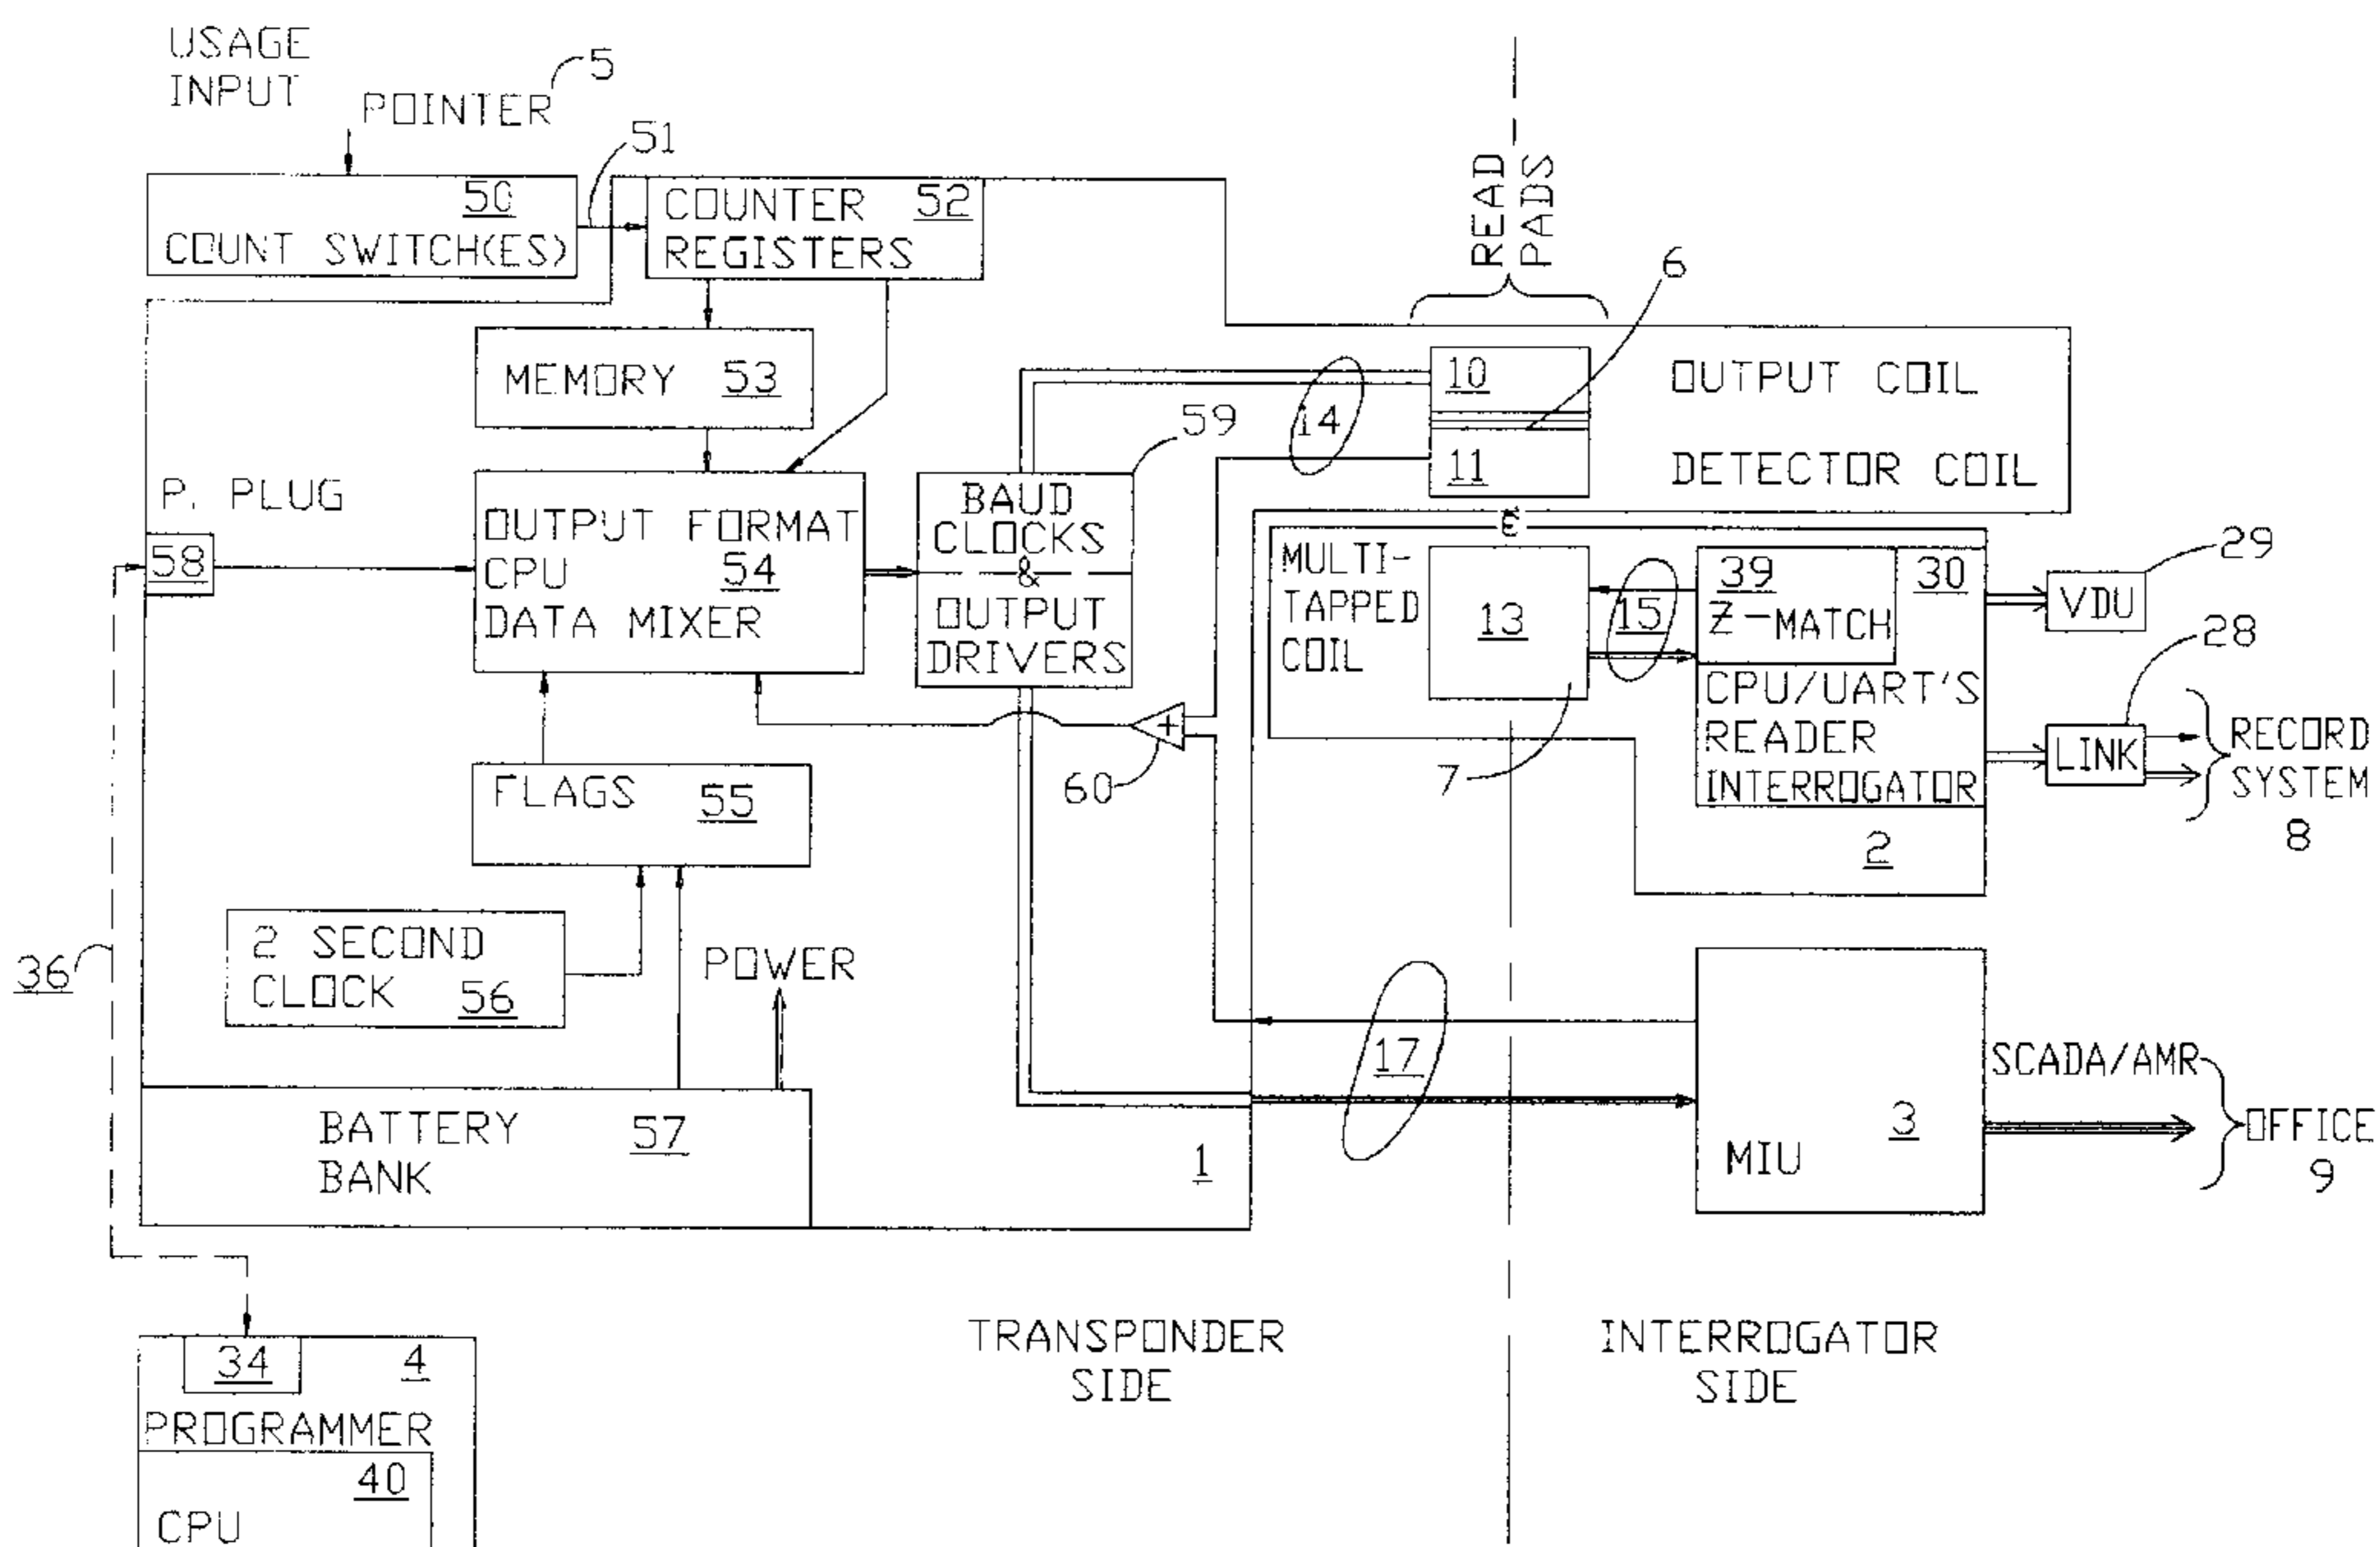 USAGE
INPUT
POINTER
5
51
50
COUNT SWITCH(ES)
COUNTER 52
REGISTERS
READ
PADS
6
MEMORY 53
10
OUTPUT COIL
14
59
11
DETECTOR COIL
P. PLUG
58
OUTPUT FORMAT
CPU 54
DATA MIXER
BAUD
CLOCKS
&
OUTPUT
DRIVERS
ε
MULTI-
TAPPED
COIL
13
15
39
Z-MATCH
30
CPU/UART'S
READER
INTERROGATOR
2
29
VDU
28
LINK
RECORD
SYSTEM
8
7
60
FLAGS 55
2 SECOND
CLOCK 56
36
POWER
BATTERY 57
BANK
1
17
3
MIU
SCADA/AMR
OFFICE
9
TRANSPONDER
SIDE
INTERROGATOR
SIDE
34 4
PROGRAMMER
40
CPU